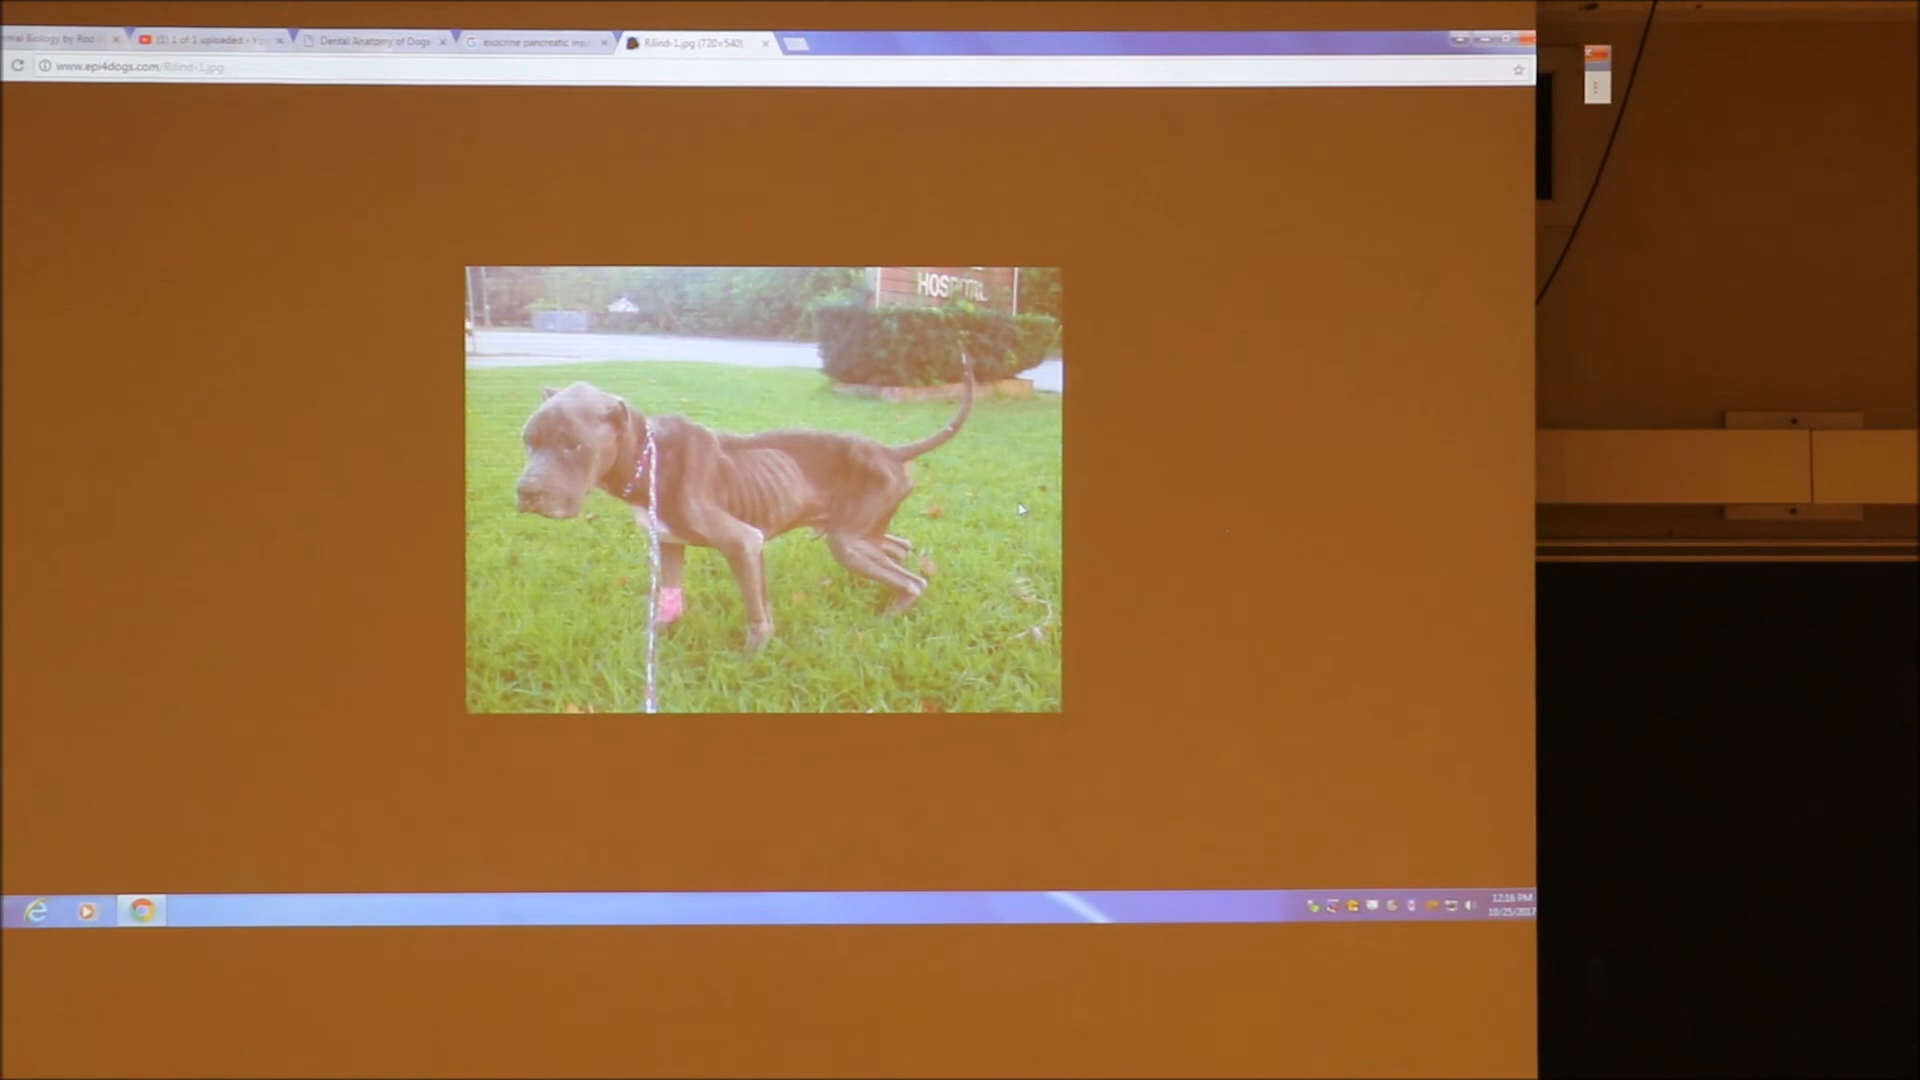 imal Biology by Rod
(1) 1 of 1 uploaded - Yo
Dental Anatomy of Dogs
exocrine pancreatic insu
Rilind-1.jpg (720×540)
www.epi4dogs.com/Rilind-1.jpg
HOSPITAL
12:16 PM
10/25/2017